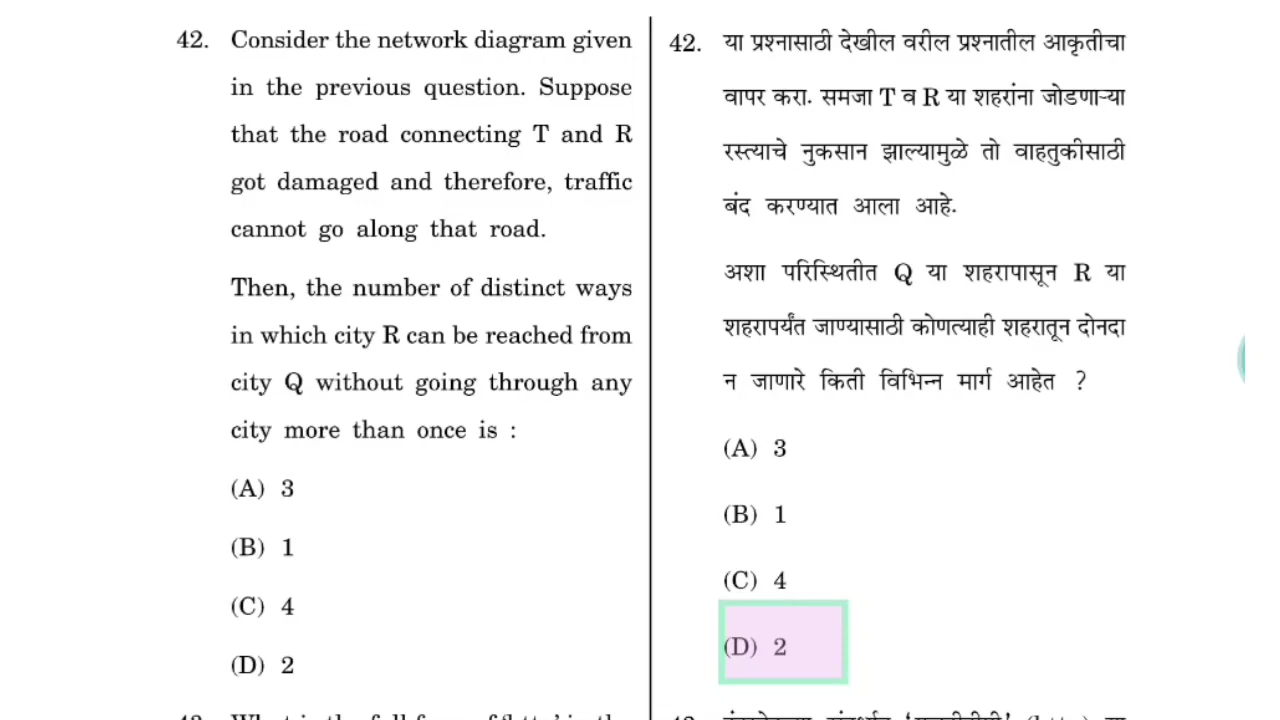 42. Consider the network diagram given
in the previous question. Suppose
that the road connecting T and R
got damaged and therefore, traffic
cannot go along that road.
Then, the number of distinct ways
in which city R can be reached from
city Q without going through any
city more than once is :
(A) 3
(B) 1
(C) 4
(D) 2
42. या प्रश्नासाठी देखील वरील प्रश्नातील आकृतीचा
वापर करा. समजा T व R या शहरांना जोडणाऱ्या
रस्त्याचे नुकसान झाल्यामुळे तो वाहतुकीसाठी
बंद करण्यात आला आहे.
अशा परिस्थितीत Q या शहरापासून R या
शहरापर्यंत जाण्यासाठी कोणत्याही शहरातून दोनदा
न जाणारे किती विभिन्न मार्ग आहेत ?
(A) 3
(B) 1
(C) 4
(D) 2